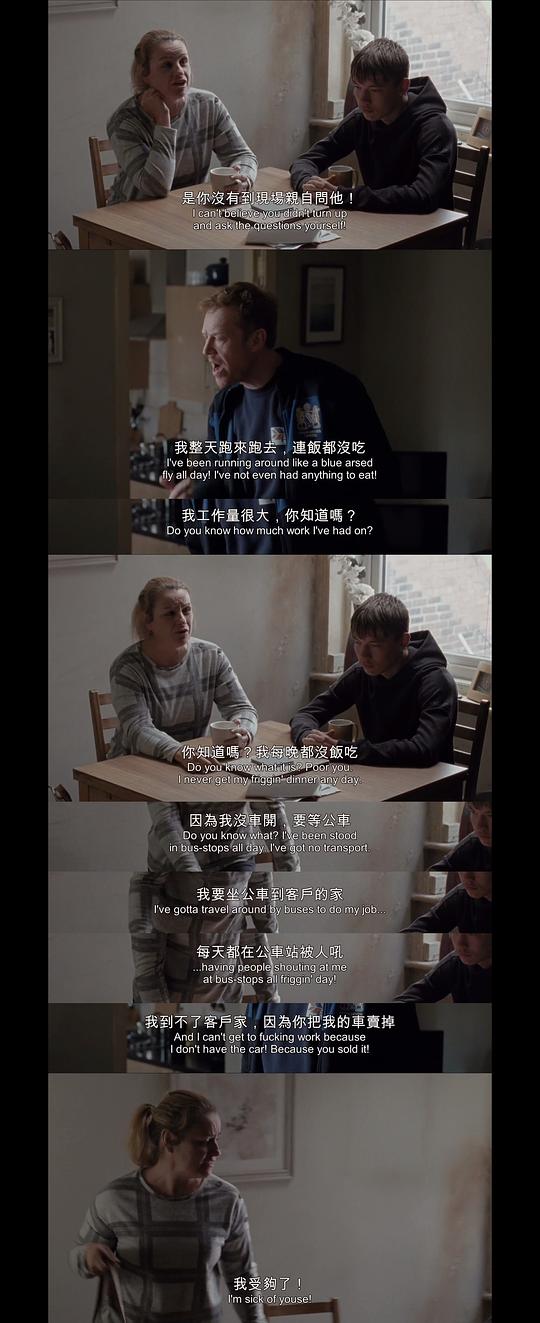 是你沒有到現場親自問他！
I can't believe you didn't turn up
and ask the questions yourself!
我整天跑來跑去，連飯都沒吃
I've been running around like a blue arsed
fly all day! I've not even had anything to eat!
我工作量很大，你知道嗎？
Do you know how much work I've had on?
你知道嗎？我每晚都沒飯吃
Do you know what it is? Poor you
I never get my friggin' dinner any day.
因為我沒車開，要等公車
Do you know what? I've been stood
in bus-stops all day. I've got no transport.
我要坐公車到客戶的家
I've gotta travel around by buses to do my job...
每天都在公車站被人吼
...having people shouting at me
at bus-stops all friggin' day!
我到不了客戶家，因為你把我的車賣掉
And I can't get to fucking work because
I don't have the car! Because you sold it!
我受夠了！
I'm sick of youse!